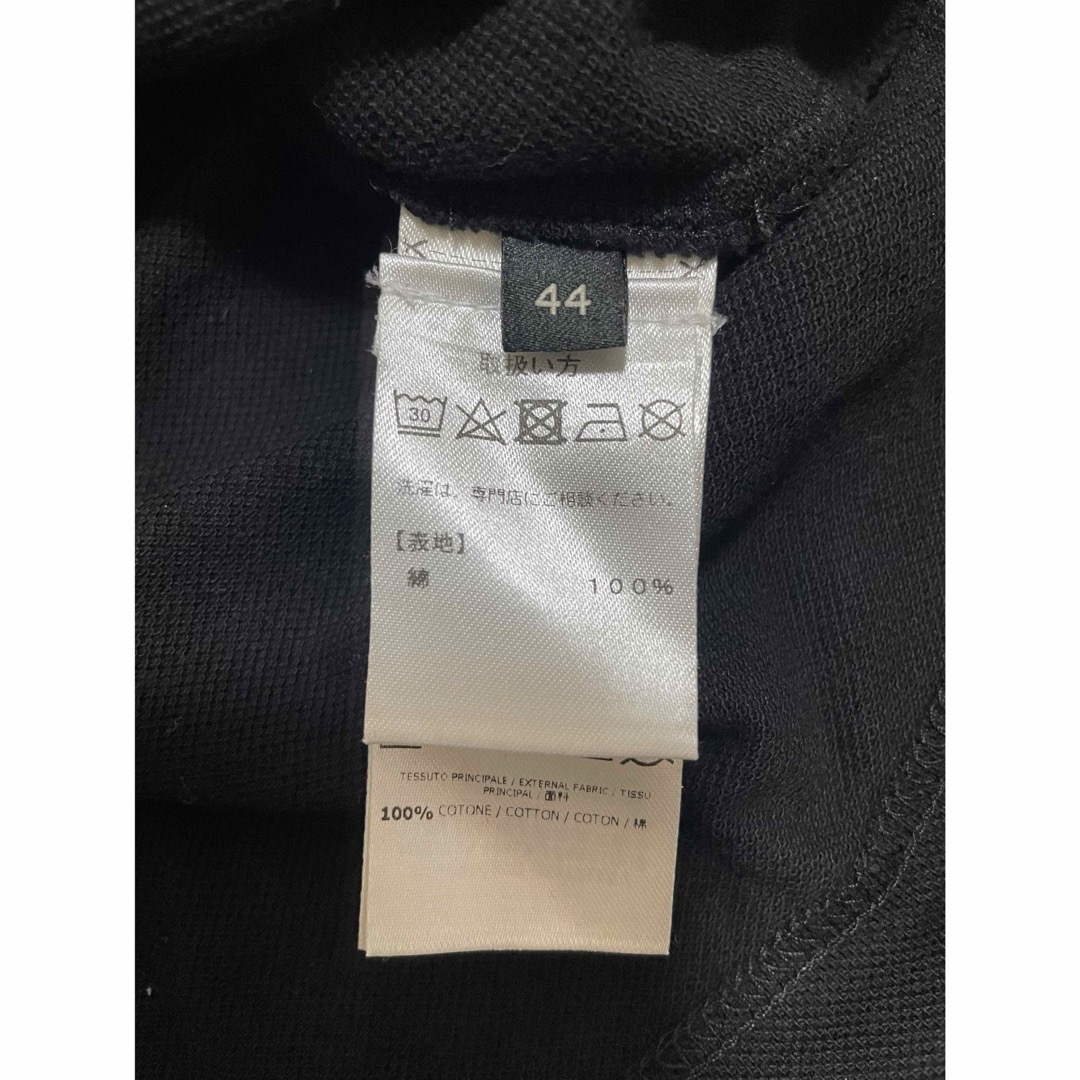 44
取扱い方
30
洗濯は、専門店にご相談ください。
【表地】
綿 100%
TESSUTO PRINCIPALE / EXTERNAL FABRIC / TISSU
PRINCIPAL / 面料
100% COTONE / COTTON / COTON / 棉